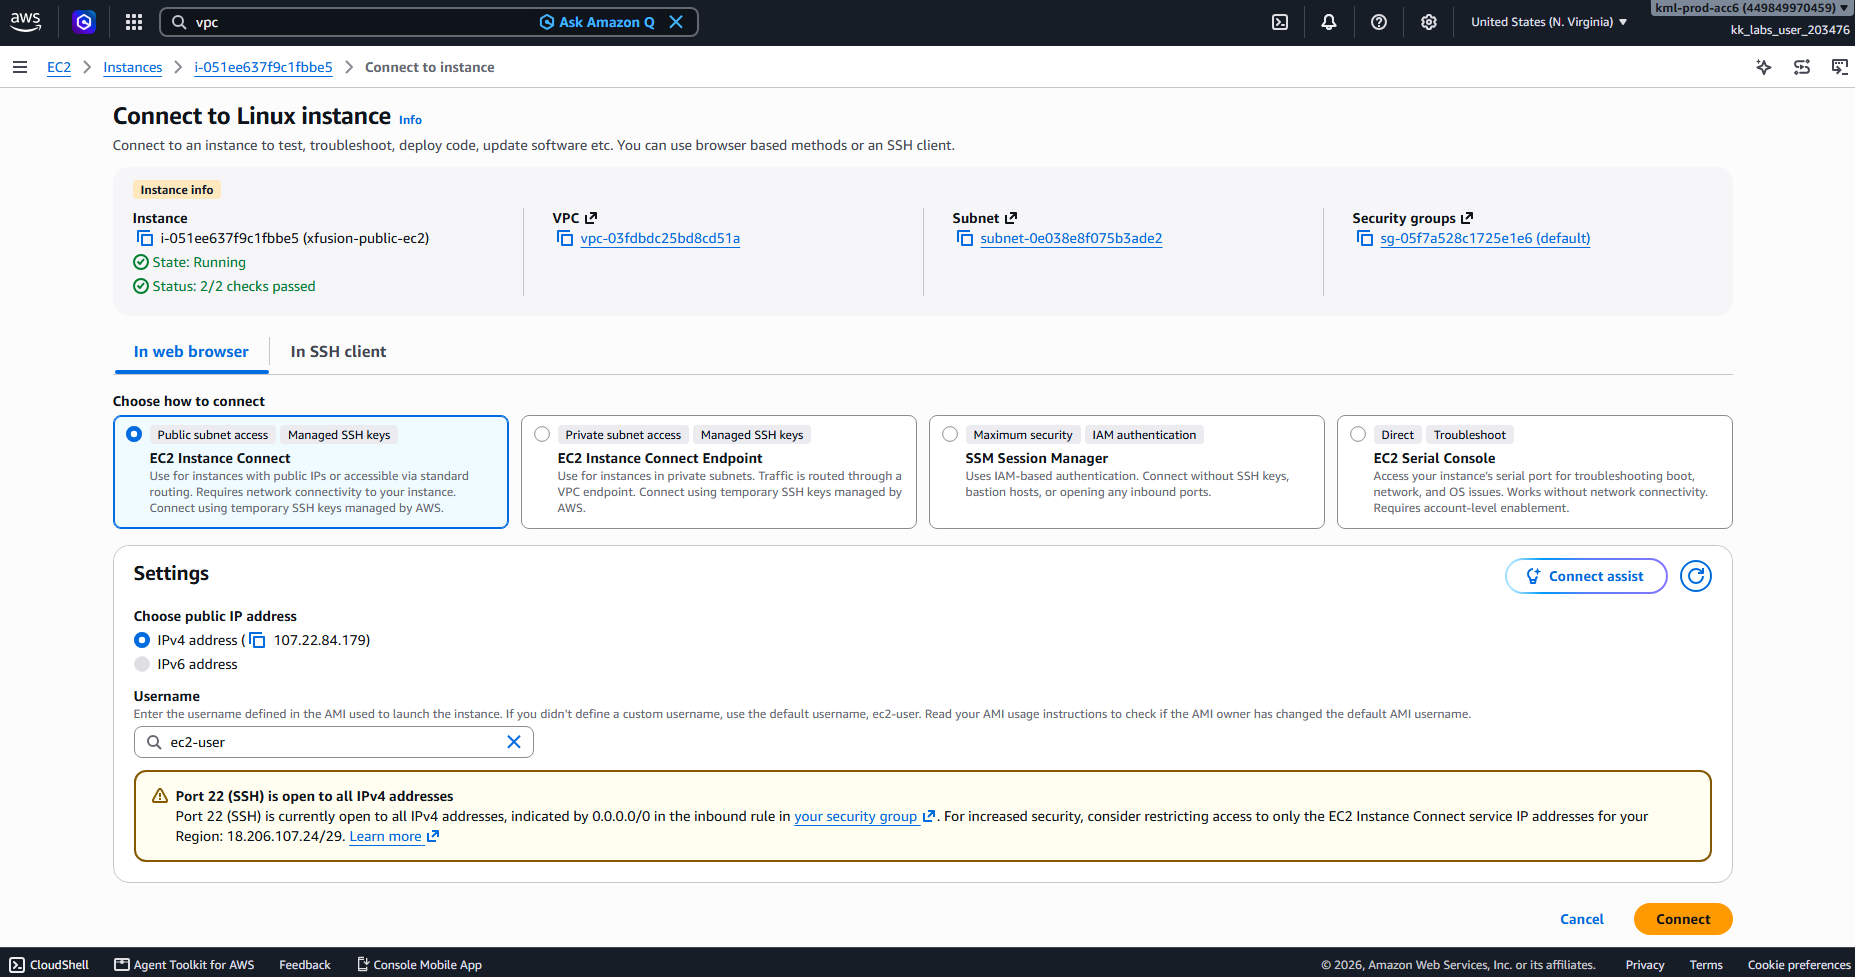 aws
vpc
Ask Amazon Q
United States (N. Virginia)
kml-prod-acc6 (449849970459)
kk_labs_user_203476
EC2
Instances
i-051ee637f9c1fbbe5
Connect to instance
Connect to Linux instance Info
Connect to an instance to test, troubleshoot, deploy code, update software etc. You can use browser based methods or an SSH client.
Instance info
Instance
i-051ee637f9c1fbbe5 (xfusion-public-ec2)
State: Running
Status: 2/2 checks passed
VPC
vpc-03fdbdc25bd8cd51a
Subnet
subnet-0e038e8f075b3ade2
Security groups
sg-05f7a528c1725e1e6 (default)
In web browser
In SSH client
Choose how to connect
Public subnet access Managed SSH keys
EC2 Instance Connect
Use for instances with public IPs or accessible via standard
routing. Requires network connectivity to your instance.
Connect using temporary SSH keys managed by AWS.
Private subnet access Managed SSH keys
EC2 Instance Connect Endpoint
Use for instances in private subnets. Traffic is routed through a
VPC endpoint. Connect using temporary SSH keys managed by
AWS.
Maximum security IAM authentication
SSM Session Manager
Uses IAM-based authentication. Connect without SSH keys,
bastion hosts, or opening any inbound ports.
Direct Troubleshoot
EC2 Serial Console
Access your instance's serial port for troubleshooting boot,
network, and OS issues. Works without network connectivity.
Requires account-level enablement.
Settings
Connect assist
Choose public IP address
IPv4 address ( 107.22.84.179)
IPv6 address
Username
Enter the username defined in the AMI used to launch the instance. If you didn't define a custom username, use the default username, ec2-user. Read your AMI usage instructions to check if the AMI owner has changed the default AMI username.
ec2-user
Port 22 (SSH) is open to all IPv4 addresses
Port 22 (SSH) is currently open to all IPv4 addresses, indicated by 0.0.0.0/0 in the inbound rule in your security group . For increased security, consider restricting access to only the EC2 Instance Connect service IP addresses for your
Region: 18.206.107.24/29. Learn more
Cancel
Connect
CloudShell
Agent Toolkit for AWS
Feedback
Console Mobile App
© 2026, Amazon Web Services, Inc. or its affiliates.
Privacy
Terms
Cookie preferences